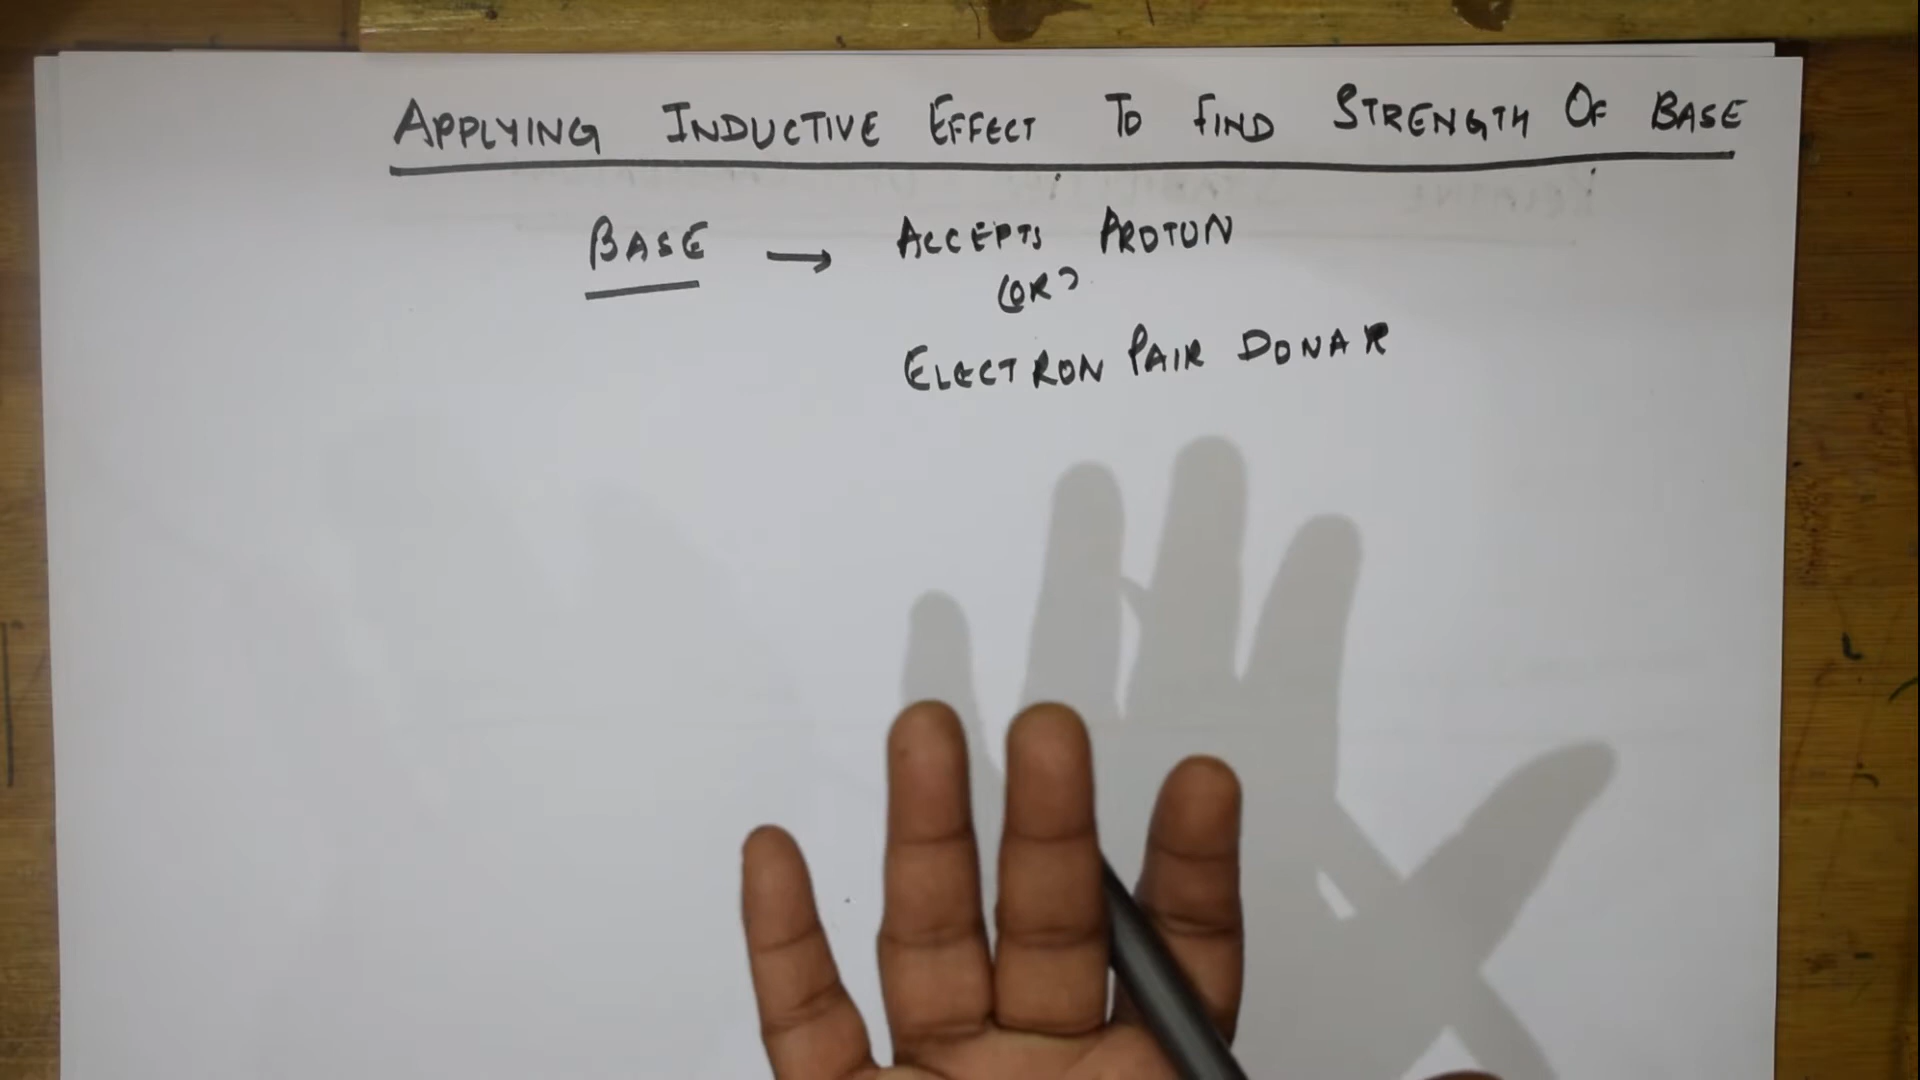 APPLYING INDUCTIVE EFFECT TO FIND STRENGTH OF BASE
BASE → ACCEPTS PROTON
(OR)
ELECTRON PAIR DONAR